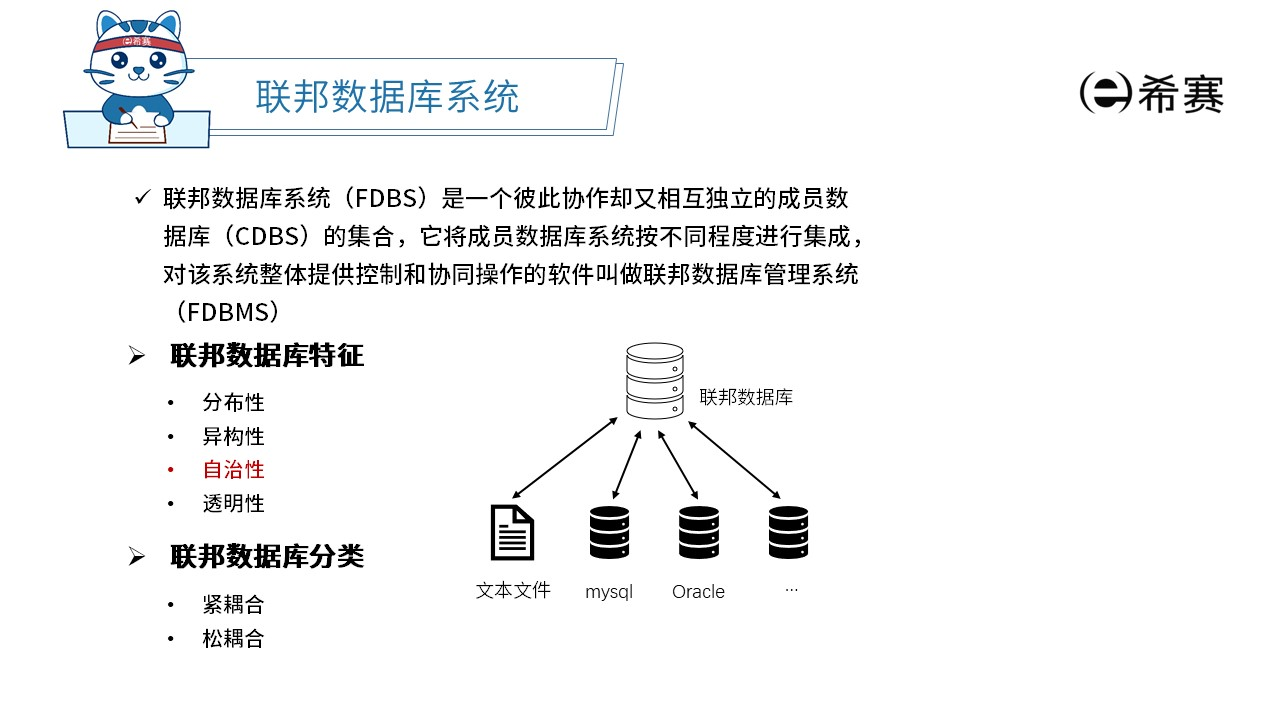 希赛
联邦数据库系统
希赛
联邦数据库系统（FDBS）是一个彼此协作却又相互独立的成员数
据库（CDBS）的集合，它将成员数据库系统按不同程度进行集成，
对该系统整体提供控制和协同操作的软件叫做联邦数据库管理系统
（FDBMS）
联邦数据库特征
分布性
异构性
自治性
透明性
联邦数据库分类
紧耦合
松耦合
联邦数据库
文本文件
mysql
Oracle
...